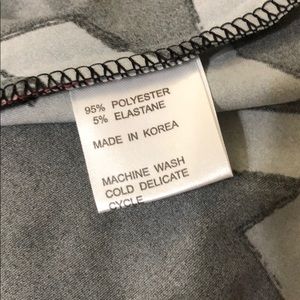 95% POLYESTER
5% ELASTANE
MADE IN KOREA
MACHINE WASH
COLD DELICATE
CYCLE